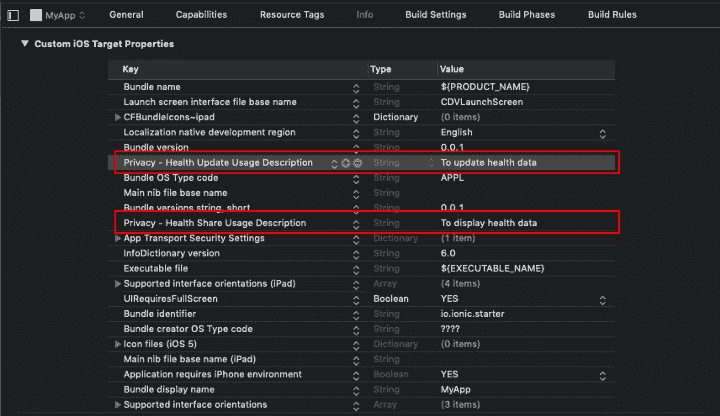 MyApp General Capabilities Resource Tags Info Build Settings Build Phases Build Rules
Custom iOS Target Properties
Key Type Value
Bundle name String ${PRODUCT_NAME}
Launch screen interface file base name String CDVLaunchScreen
CFBundleIcons~ipad Dictionary (0 items)
Localization native development region String English
Bundle version String 0.0.1
Privacy - Health Update Usage Description String To update health data
Bundle OS Type code String APPL
Main nib file base name String
Bundle versions string, short String 0.0.1
Privacy - Health Share Usage Description String To display health data
App Transport Security Settings Dictionary (1 item)
InfoDictionary version String 6.0
Executable file String ${EXECUTABLE_NAME}
Supported interface orientations (iPad) Array (4 items)
UIRequiresFullScreen Boolean YES
Bundle identifier String io.ionic.starter
Bundle creator OS Type code String ????
Icon files (iOS 5) Dictionary (0 items)
Main nib file base name (iPad) String
Application requires iPhone environment Boolean YES
Bundle display name String MyApp
Supported interface orientations Array (3 items)